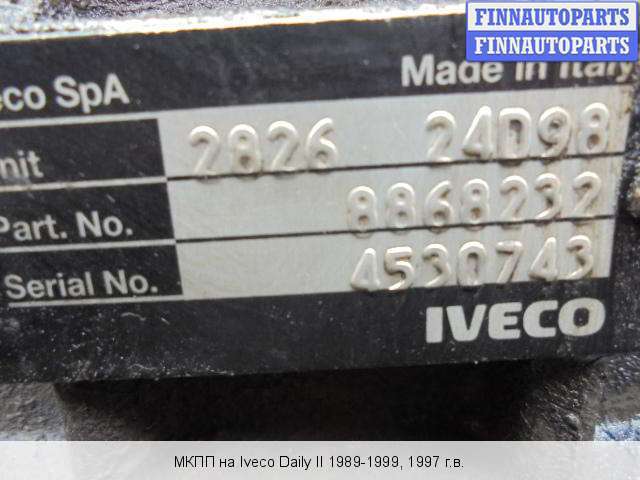 FINNAUTOPARTS
FINNAUTOPARTS
eco SpA Made in Italy
nit 2826 24D98
Part. No. 8868232
Serial No. 4530743
IVECO
МКПП на Iveco Daily II 1989-1999, 1997 г.в.